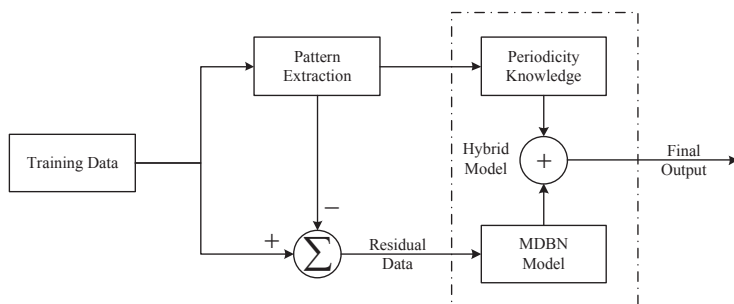 Pattern
Extraction
Periodicity
Knowledge
Training Data
Hybrid
Model
+
Final
Output
−
+
Σ
Residual
Data
MDBN
Model